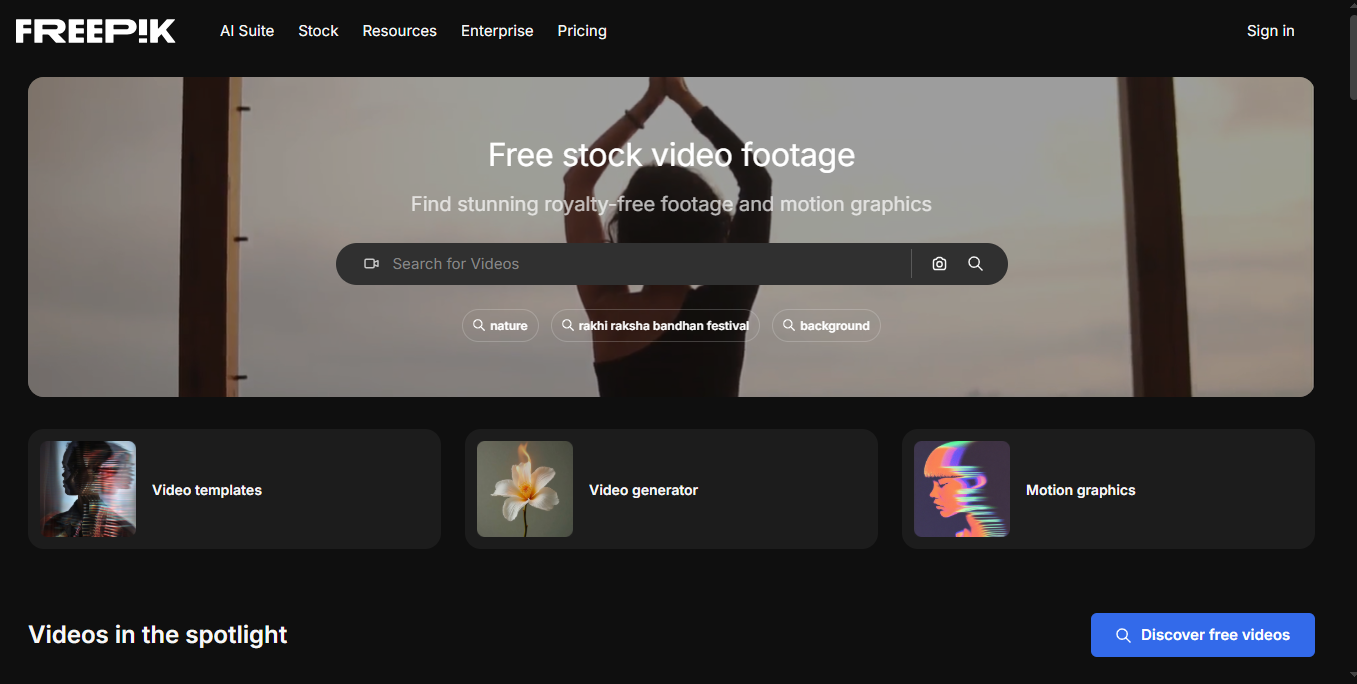 FREEP!K
AI Suite
Stock
Resources
Enterprise
Pricing
Sign in
Free stock video footage
Find stunning royalty-free footage and motion graphics
Search for Videos
nature
rakhi raksha bandhan festival
background
Video templates
Video generator
Motion graphics
Videos in the spotlight
Discover free videos